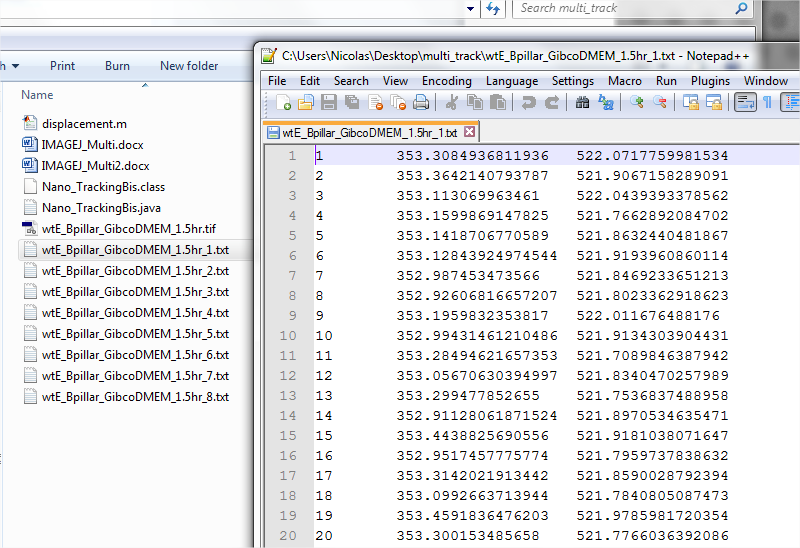 Search multi_track
h
Print
Burn
New folder
Name
displacement.m
IMAGEJ_Multi.docx
IMAGEJ_Multi2.docx
Nano_TrackingBis.class
Nano_TrackingBis.java
wtE_Bpillar_GibcoDMEM_1.5hr.tif
wtE_Bpillar_GibcoDMEM_1.5hr_1.txt
wtE_Bpillar_GibcoDMEM_1.5hr_2.txt
wtE_Bpillar_GibcoDMEM_1.5hr_3.txt
wtE_Bpillar_GibcoDMEM_1.5hr_4.txt
wtE_Bpillar_GibcoDMEM_1.5hr_5.txt
wtE_Bpillar_GibcoDMEM_1.5hr_6.txt
wtE_Bpillar_GibcoDMEM_1.5hr_7.txt
wtE_Bpillar_GibcoDMEM_1.5hr_8.txt
C:\Users\Nicolas\Desktop\multi_track\wtE_Bpillar_GibcoDMEM_1.5hr_1.txt - Notepad++
File Edit Search View Encoding Language Settings Macro Run Plugins Window
wtE_Bpillar_GibcoDMEM_1.5hr_1.txt
1 1 353.3084936811936 522.0717759981534
2 2 353.3642140793787 521.9067158289091
3 3 353.113069963461 522.0439393378562
4 4 353.1599869147825 521.7662892084702
5 5 353.1418706770589 521.8632440481867
6 6 353.12843924974544 521.9193960860114
7 7 352.987453473566 521.8469233651213
8 8 352.92606816657207 521.8023362918623
9 9 353.1959832353817 522.011676488176
10 10 352.99431461210486 521.9134303904431
11 11 353.28494621657353 521.7089846387942
12 12 353.05670630394997 521.8340470257989
13 13 353.299477852655 521.7536837488958
14 14 352.91128061871524 521.8970534635471
15 15 353.4438825690556 521.9181038071647
16 16 352.9517457775774 521.7959737838632
17 17 353.3142021913442 521.8590028792394
18 18 353.0992663713944 521.7840805087473
19 19 353.4591836476203 521.9785981720354
20 20 353.300153485658 521.7766036392086